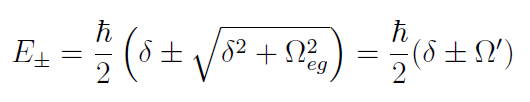 E± = ħ/2 (δ ± √(δ² + Ω²_eg)) = ħ/2 (δ ± Ω′)